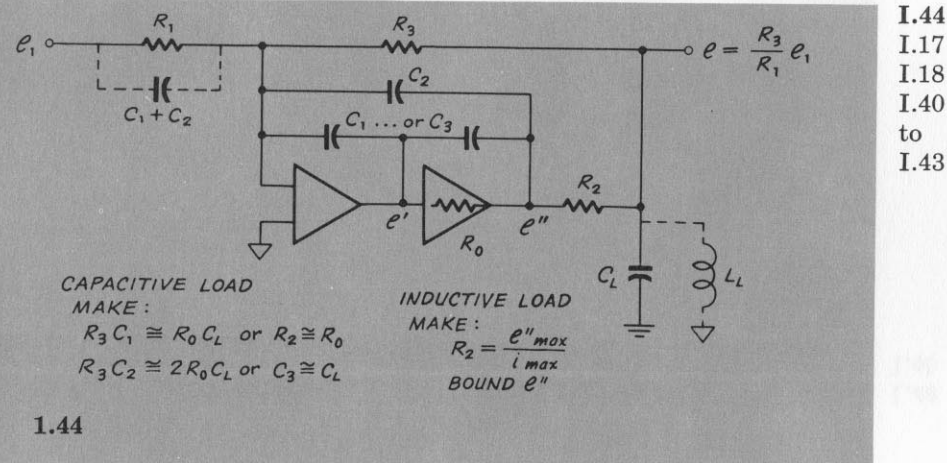 I.44
I.17
I.18
I.40
to
I.43
e₁
R₁
C₁ + C₂
R₃
e = R₃/R₁ e₁
C₂
C₁ ... or C₃
e'
R₀
e"
R₂
C_L
L_L
CAPACITIVE LOAD
MAKE:
R₃C₁ ≅ R₀C_L or R₂ ≅ R₀
R₃C₂ ≅ 2R₀C_L or C₃ ≅ C_L
INDUCTIVE LOAD
MAKE:
R₂ = e"max/i max
BOUND e"
1.44